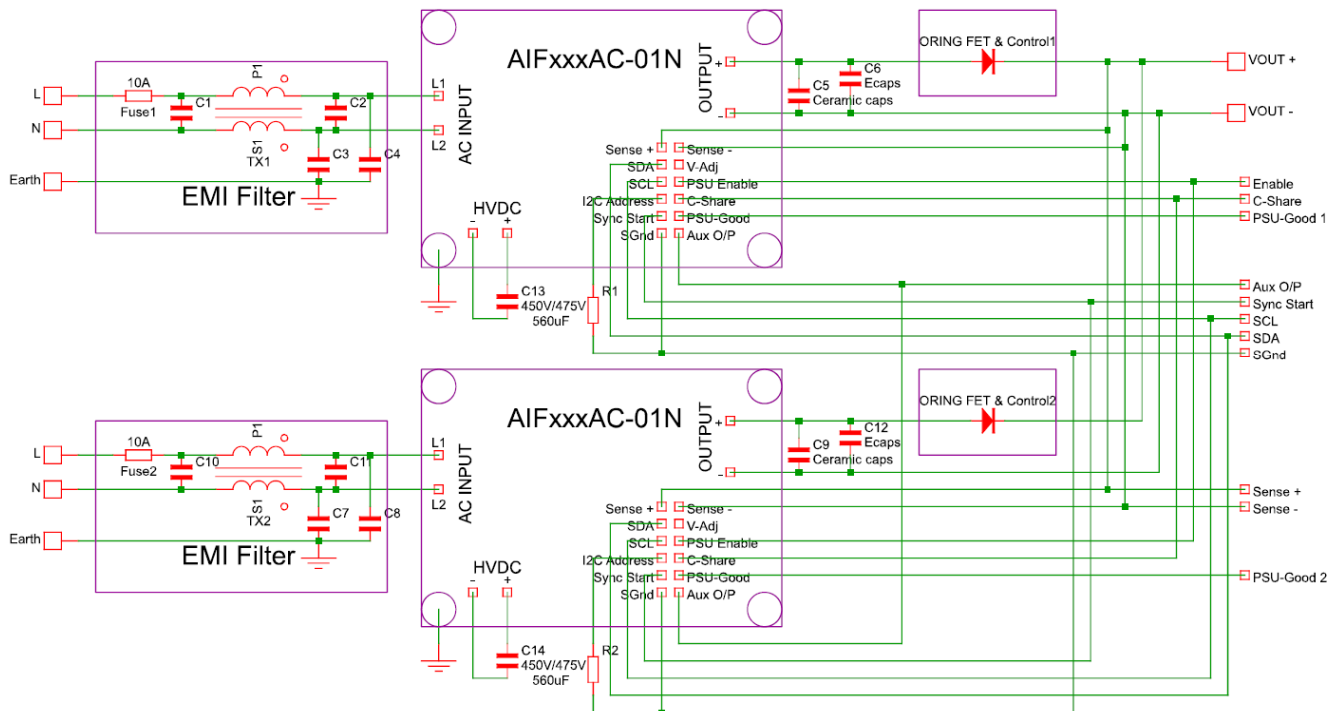 ORING FET & Control1
AIFxxxAC-01N
OUTPUT
+
-
C6
Ecaps
C5
Ceramic caps
VOUT +
VOUT -
10A
Fuse1
P1
S1
TX1
C1
C2
C3
C4
L
N
Earth
EMI Filter
L1
L2
AC INPUT
HVDC
- +
Sense + Sense -
SDA V-Adj
SCL PSU Enable
I2C Address C-Share
Sync Start PSU-Good
SGnd Aux O/P
Enable
C-Share
PSU-Good 1
C13
450V/475V
560uF
R1
Aux O/P
Sync Start
SCL
SDA
SGnd
ORING FET & Control2
AIFxxxAC-01N
OUTPUT
+
-
C12
Ecaps
C9
Ceramic caps
10A
Fuse2
P1
S1
TX2
C10
C11
C7
C8
L
N
Earth
EMI Filter
L1
L2
AC INPUT
HVDC
- +
Sense + Sense -
SDA V-Adj
SCL PSU Enable
I2C Address C-Share
Sync Start PSU-Good
SGnd Aux O/P
Sense +
Sense -
PSU-Good 2
C14
450V/475V
560uF
R2